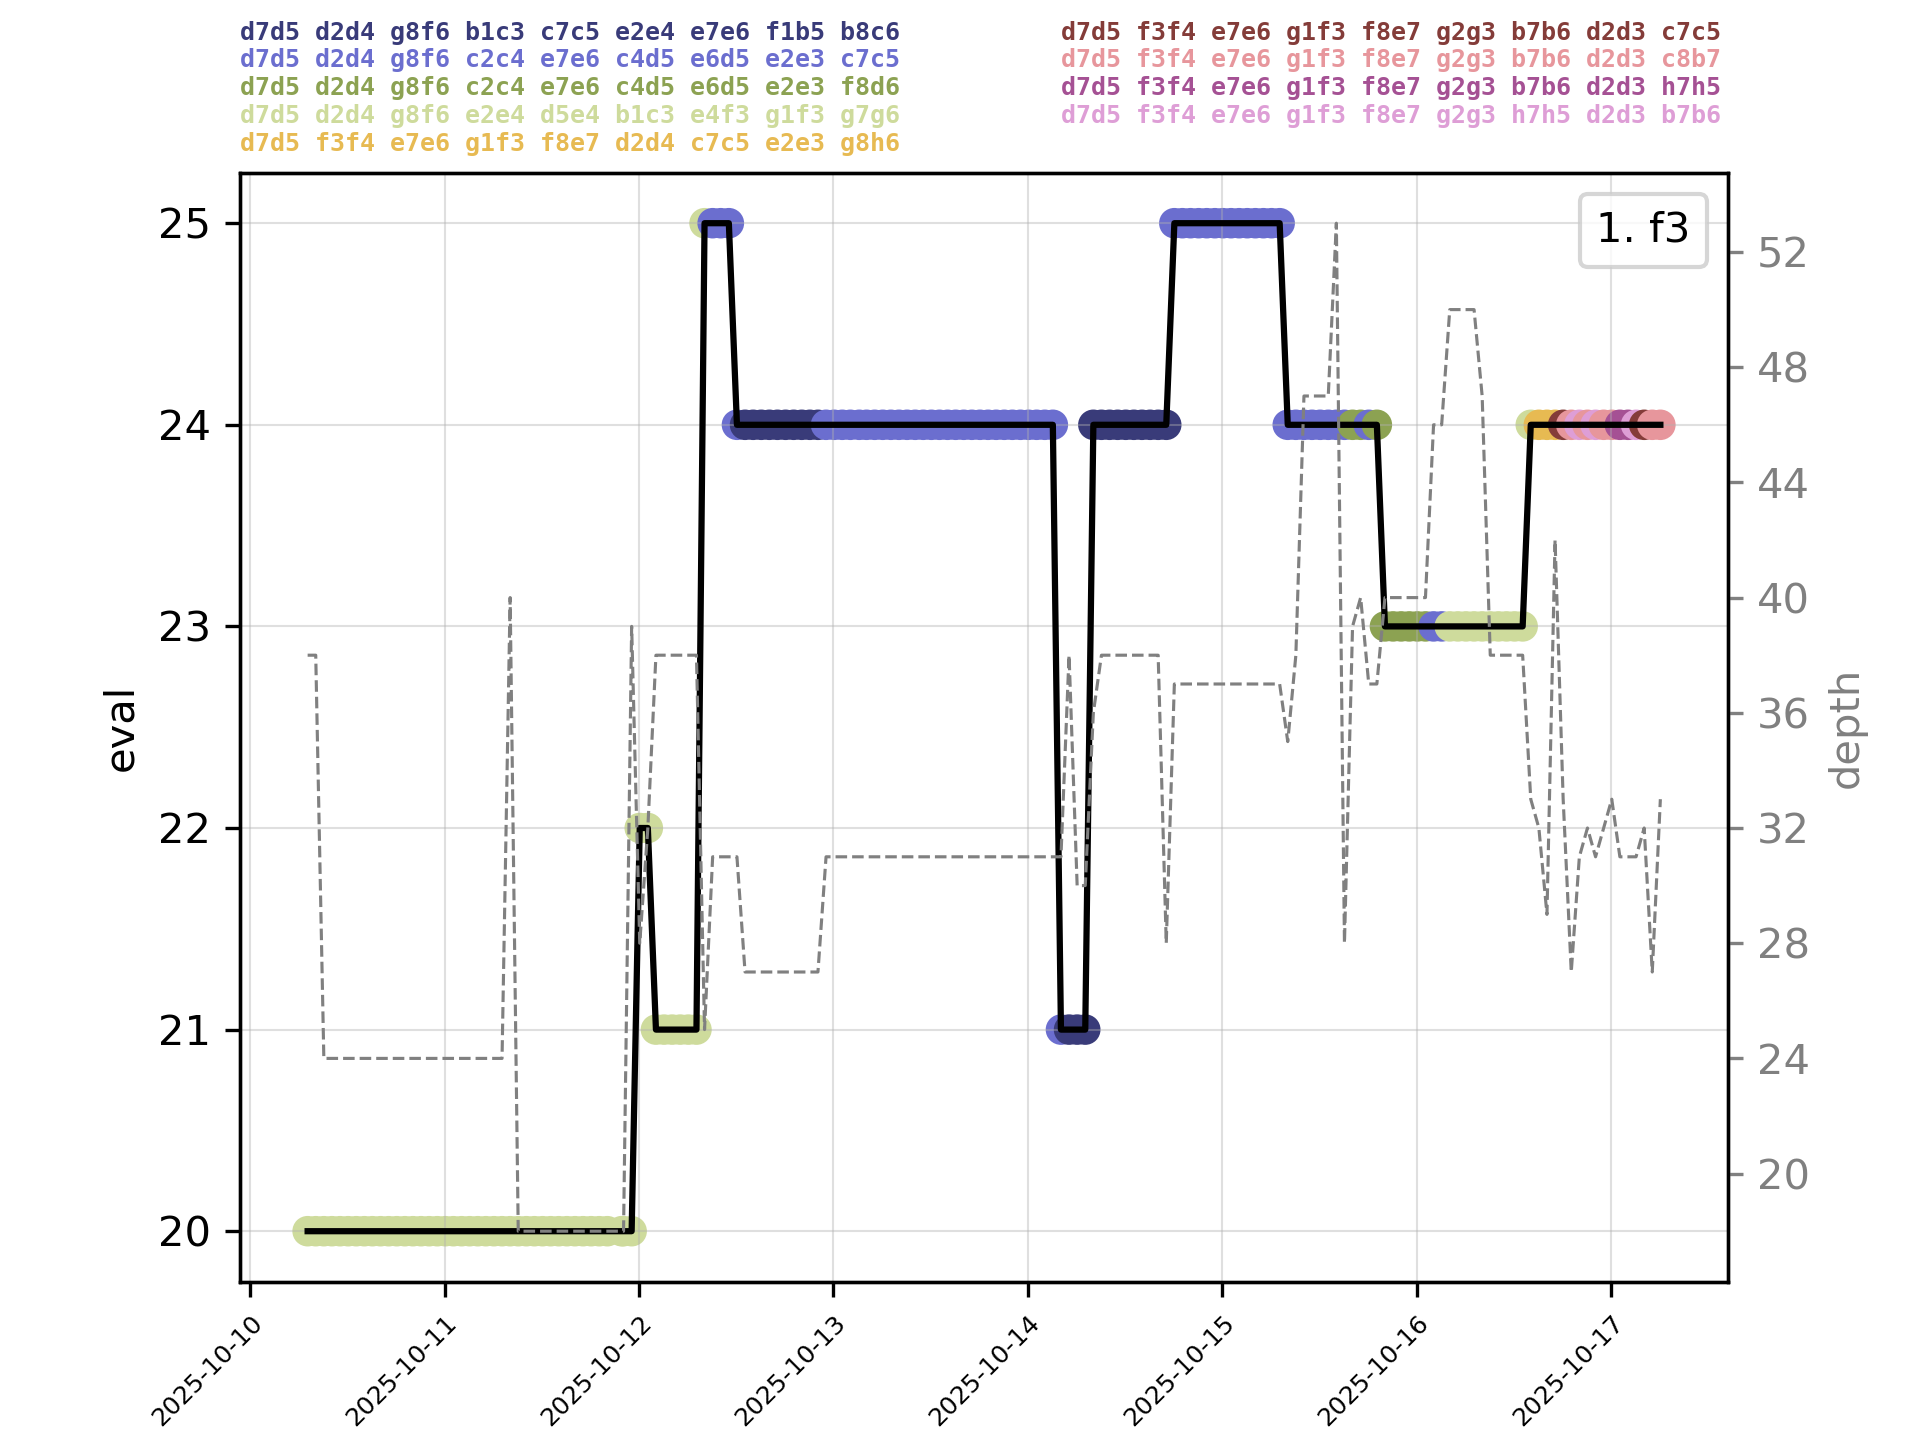 d7d5 d2d4 g8f6 b1c3 c7c5 e2e4 e7e6 f1b5 b8c6
d7d5 d2d4 g8f6 c2c4 e7e6 c4d5 e6d5 e2e3 c7c5
d7d5 d2d4 g8f6 c2c4 e7e6 c4d5 e6d5 e2e3 f8d6
d7d5 d2d4 g8f6 e2e4 d5e4 b1c3 e4f3 g1f3 g7g6
d7d5 f3f4 e7e6 g1f3 f8e7 d2d4 c7c5 e2e3 g8h6
d7d5 f3f4 e7e6 g1f3 f8e7 g2g3 b7b6 d2d3 c7c5
d7d5 f3f4 e7e6 g1f3 f8e7 g2g3 b7b6 d2d3 c8b7
d7d5 f3f4 e7e6 g1f3 f8e7 g2g3 b7b6 d2d3 h7h5
d7d5 f3f4 e7e6 g1f3 f8e7 g2g3 h7h5 d2d3 b7b6
1. f3
eval
25
24
23
22
21
20
52
48
44
40
36
32
28
24
20
depth
2025-10-10
2025-10-11
2025-10-12
2025-10-13
2025-10-14
2025-10-15
2025-10-16
2025-10-17